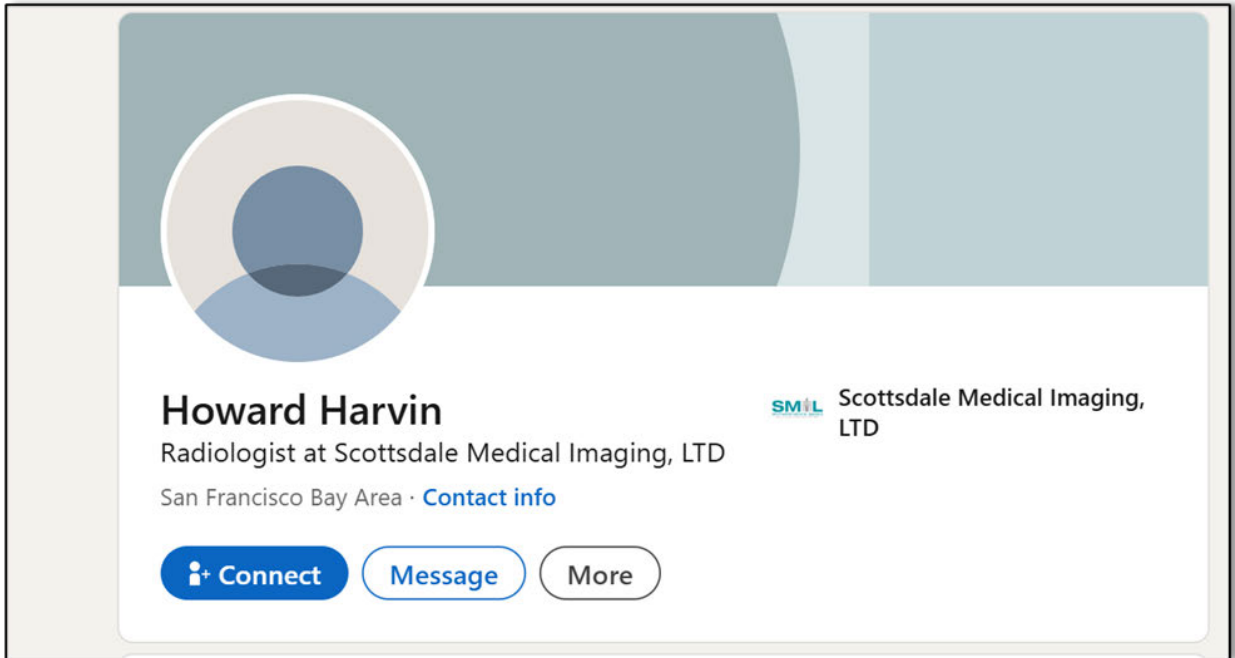 Howard Harvin
Radiologist at Scottsdale Medical Imaging, LTD
San Francisco Bay Area · Contact info
Connect
Message
More
SMIL
Scottsdale Medical Imaging,
LTD